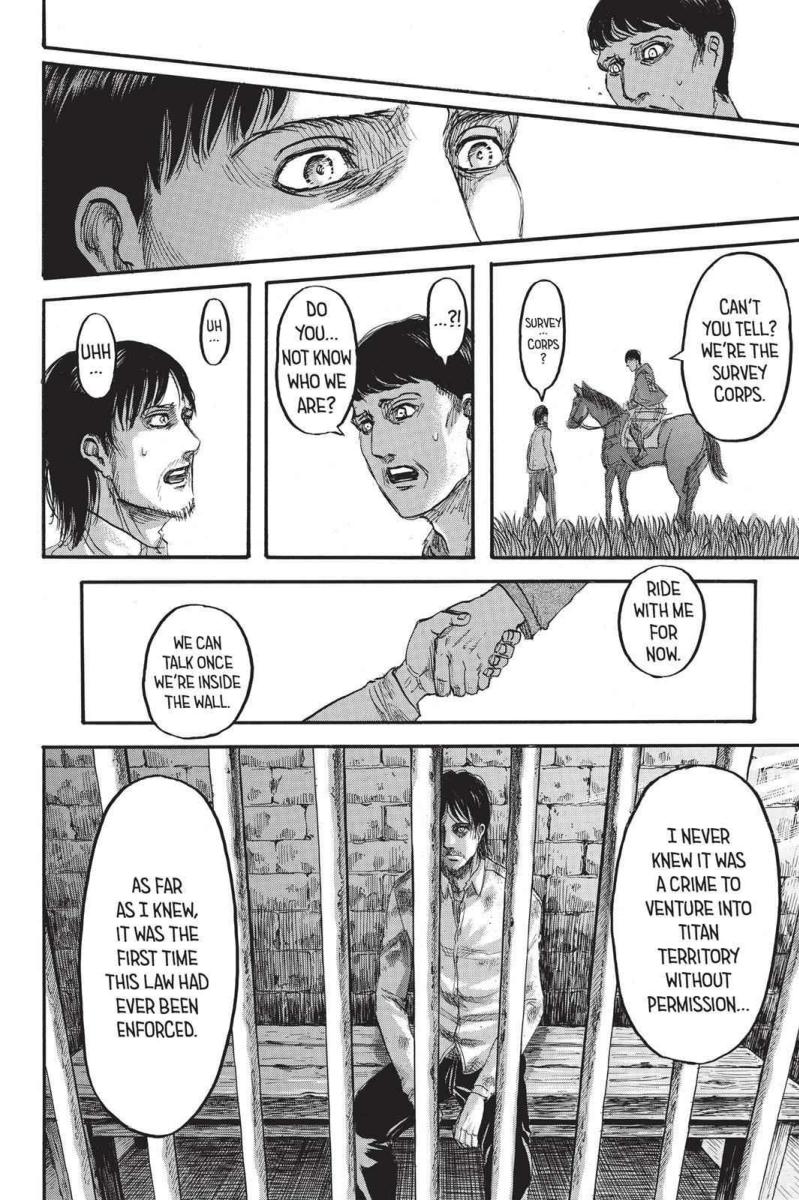 CAN'T
YOU TELL?
WE'RE THE
SURVEY
CORPS.
SURVEY
...
CORPS
?
...?!
DO
YOU...
NOT KNOW
WHO WE
ARE?
UH
...
UHH
...
RIDE
WITH ME
FOR
NOW.
WE CAN
TALK ONCE
WE'RE INSIDE
THE WALL.
I NEVER
KNEW IT WAS
A CRIME TO
VENTURE INTO
TITAN
TERRITORY
WITHOUT
PERMISSION...
AS FAR
AS I KNEW,
IT WAS THE
FIRST TIME
THIS LAW HAD
EVER BEEN
ENFORCED.